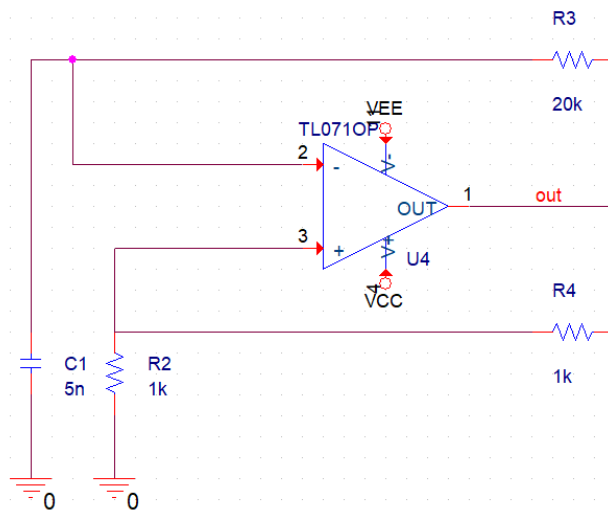 R3
20k
VEE
11
TL071OP
2
-
V-
1
out
OUT
3
+
V+
U4
4
VCC
R4
1k
C1
5n
R2
1k
0
0